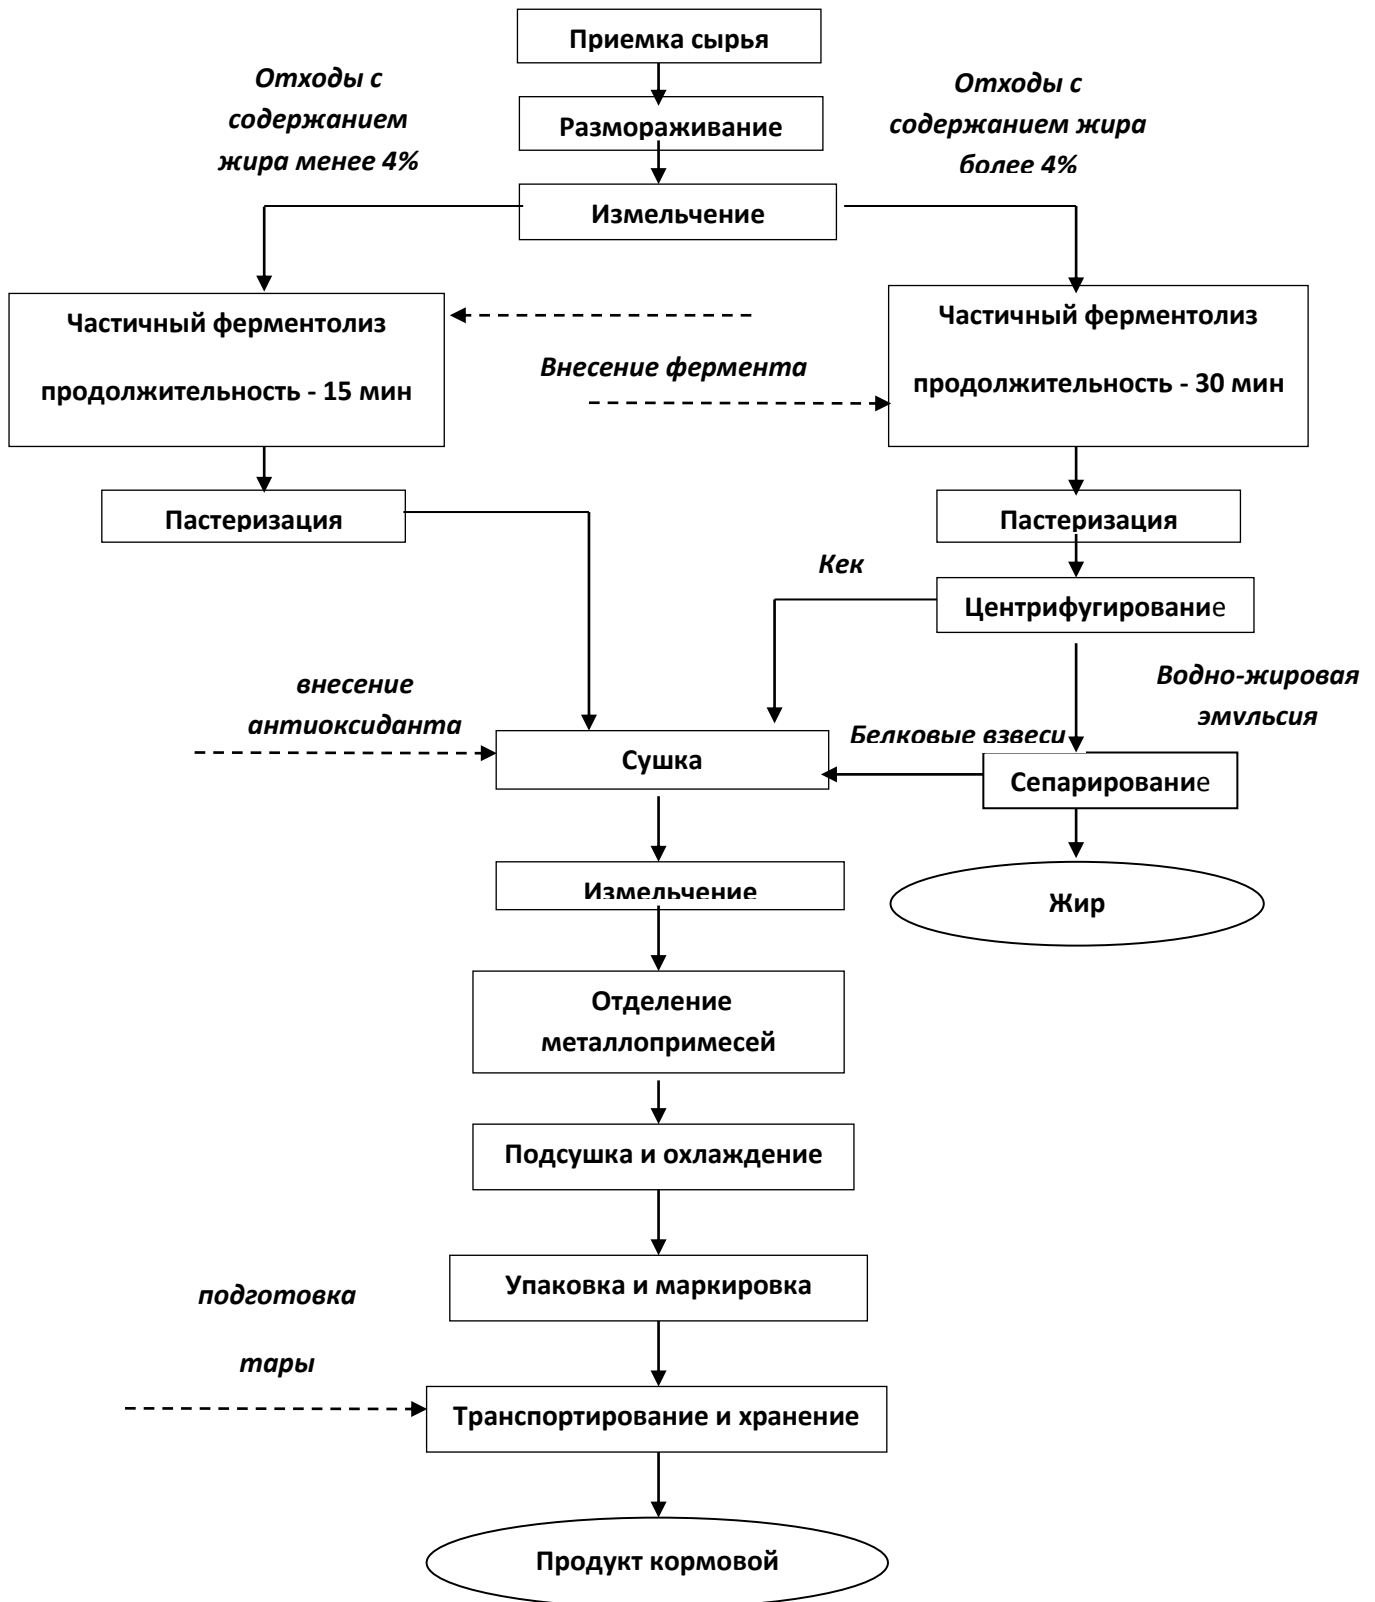 Приемка сырья
Отходы с
содержанием
жира менее 4%
Отходы с
содержанием жира
более 4%
Размораживание
Измельчение
Частичный ферментолиз
продолжительность - 15 мин
Внесение фермента
Частичный ферментолиз
продолжительность - 30 мин
Пастеризация
Пастеризация
Кек
Центрифугирование
внесение
антиоксиданта
Водно-жировая
эмульсия
Белковые взвеси
Сушка
Сепарирование
Измельчение
Жир
Отделение
металлопримесей
Подсушка и охлаждение
Упаковка и маркировка
подготовка
тары
Транспортирование и хранение
Продукт кормовой